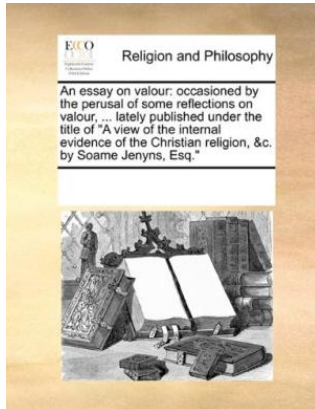 ECCO
Religion and Philosophy
An essay on valour: occasioned by
the perusal of some reflections on
valour, ... lately published under the
title of "A view of the internal
evidence of the Christian religion, &c.
by Soame Jenyns, Esq."